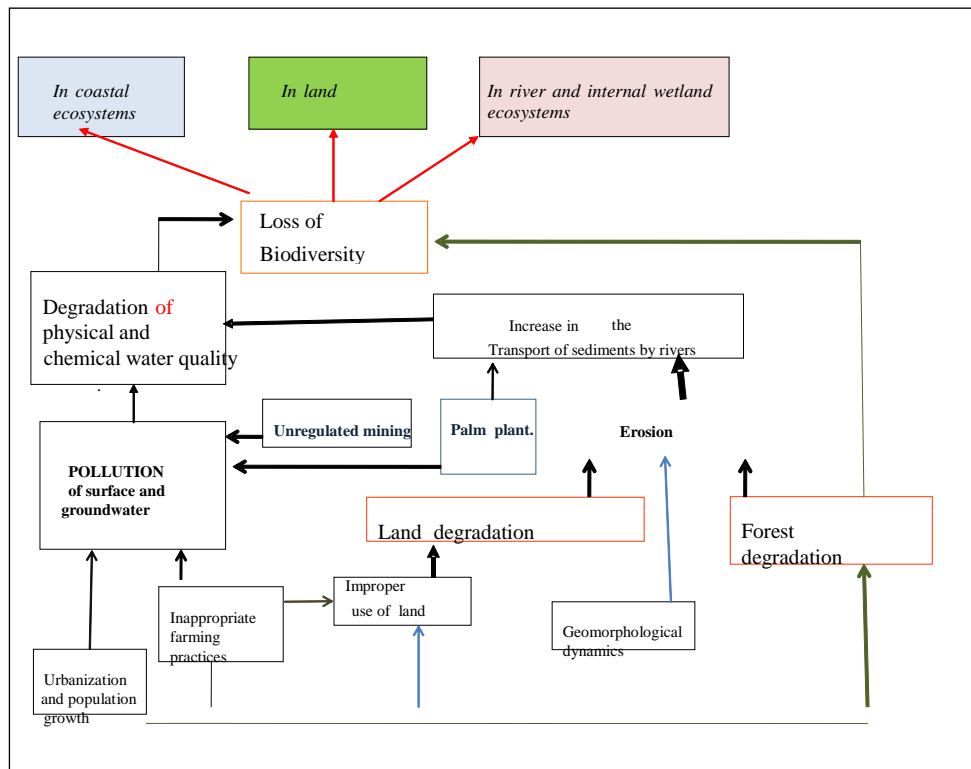 In coastal
ecosystems
In land
In river and internal wetland
ecosystems
Loss of
Biodiversity
Degradation of
physical and
chemical water quality
.
Increase in the
Transport of sediments by rivers
Unregulated mining
Palm plant.
Erosion
POLLUTION
of surface and
groundwater
Land degradation
Forest
degradation
Improper
use of land
Inappropriate
farming
practices
Geomorphological
dynamics
Urbanization
and population
growth